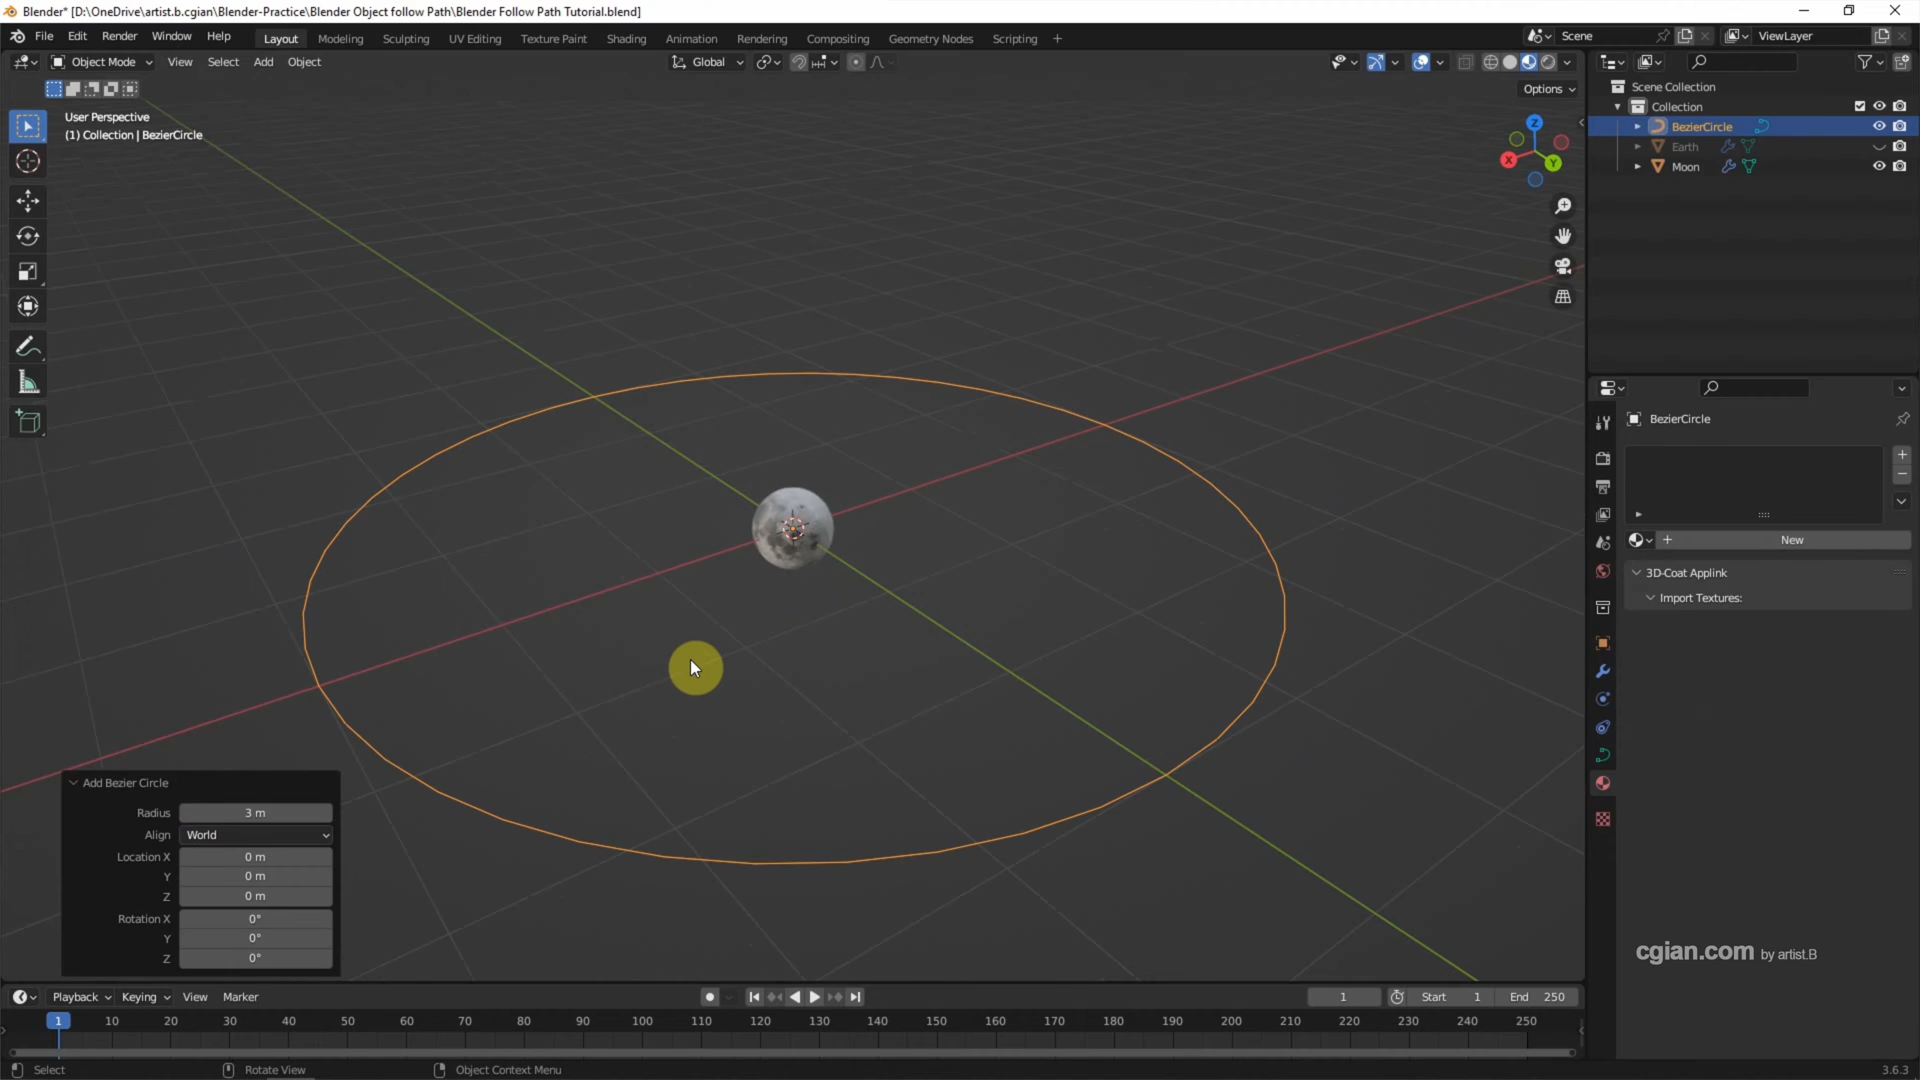 Blender* [D:\OneDrive\artist.b.cgian\Blender-Practice\Blender Object follow Path\Blender Follow Path Tutorial.blend]
File Edit Render Window Help Layout Modeling Sculpting UV Editing Texture Paint Shading Animation Rendering Compositing Geometry Nodes Scripting + Scene ViewLayer
Object Mode View Select Add Object Global
Options
User Perspective
(1) Collection | BezierCircle
Z
X
Y
Scene Collection
Collection
BezierCircle
Earth
Moon
BezierCircle
New
3D-Coat Applink
Import Textures:
Add Bezier Circle
Radius 3 m
Align World
Location X 0 m
Y 0 m
Z 0 m
Rotation X 0°
Y 0°
Z 0°
cgian.com by artist.B
Playback Keying View Marker 1 Start 1 End 250
1 10 20 30 40 50 60 70 80 90 100 110 120 130 140 150 160 170 180 190 200 210 220 230 240 250
Select Rotate View Object Context Menu 3.6.3